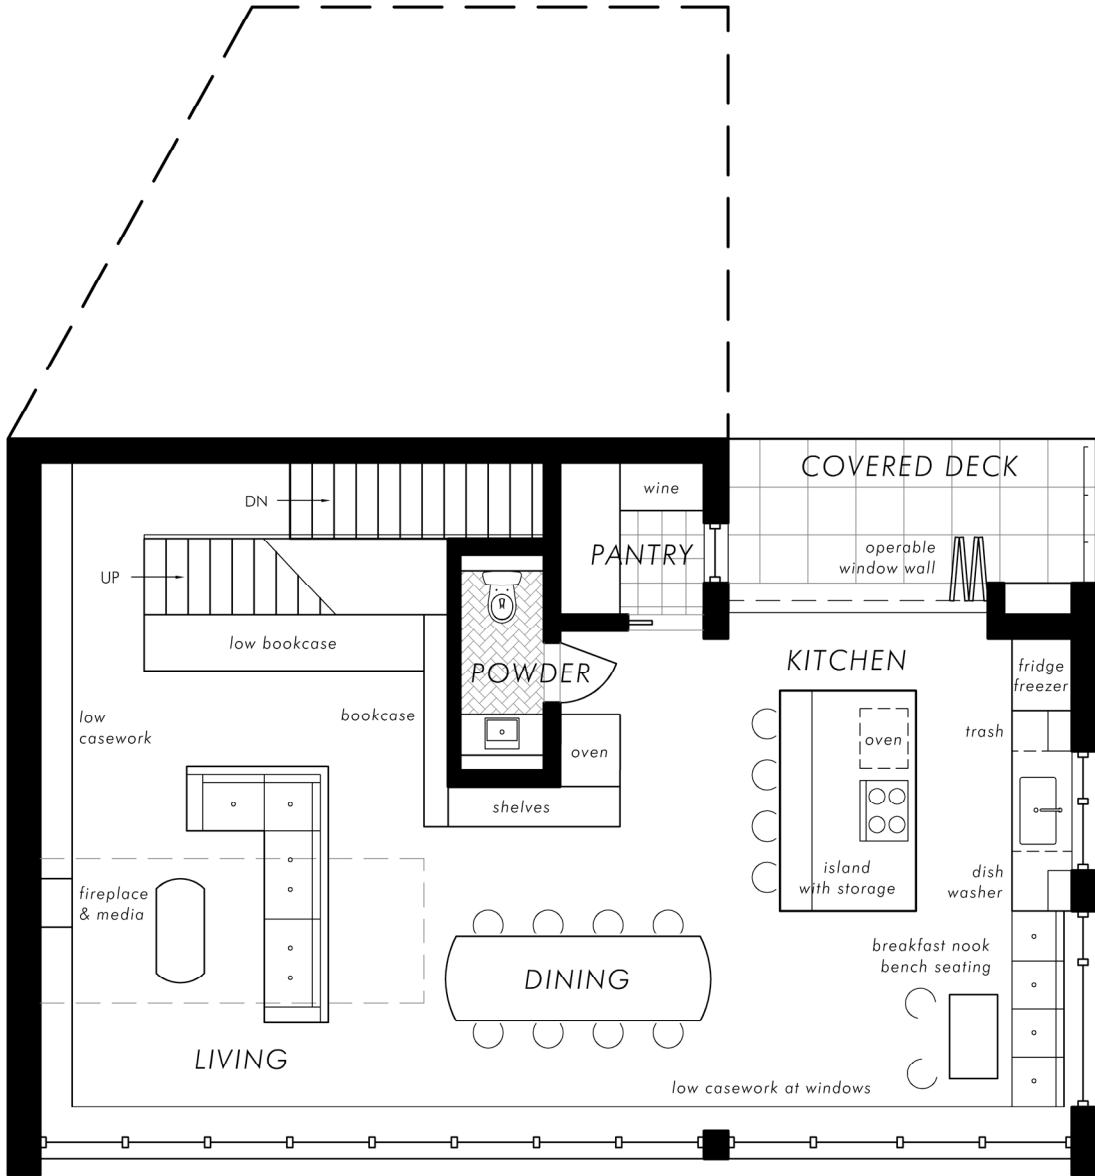 COVERED DECK
wine
DN
PANTRY
operable
window wall
UP
low bookcase
KITCHEN
fridge
freezer
POWDER
low
casework
bookcase
trash
oven
oven
shelves
island
with storage
dish
washer
fireplace
& media
breakfast nook
bench seating
DINING
LIVING
low casework at windows